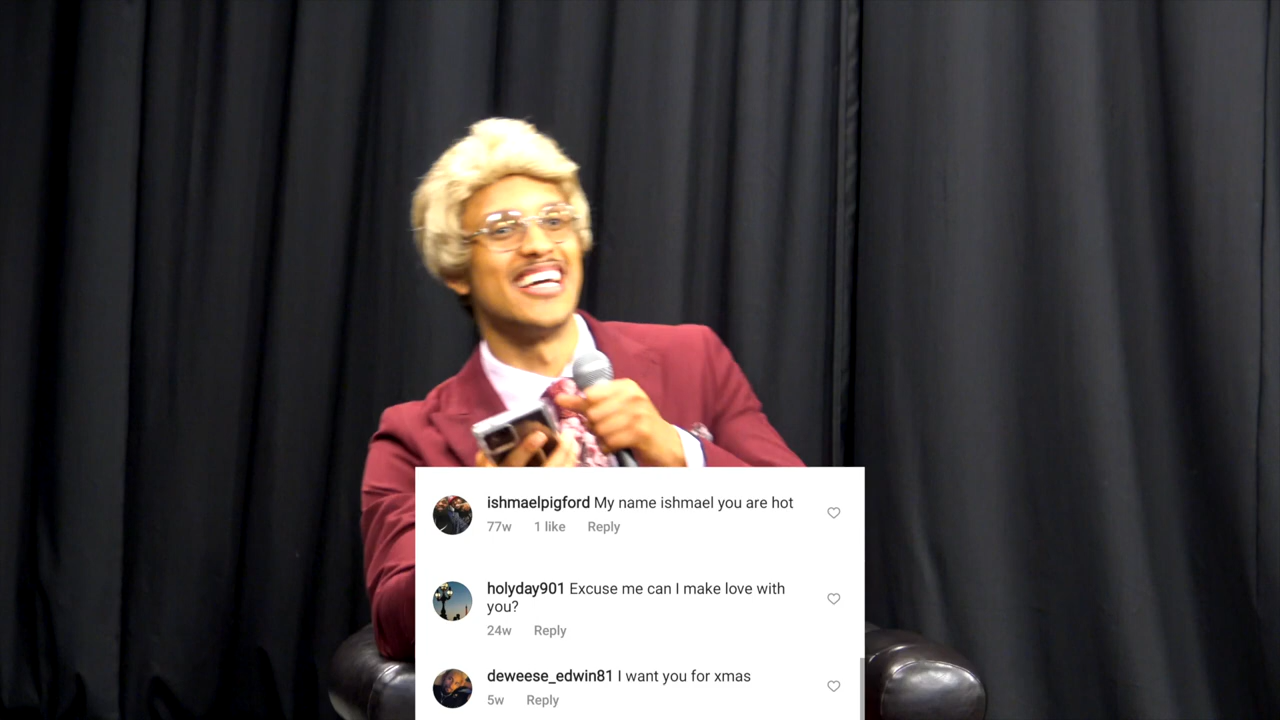 ishmaelpigford My name ishmael you are hot
77w 1 like Reply
holyday901 Excuse me can I make love with
you?
24w Reply
deweese_edwin81 I want you for xmas
5w Reply